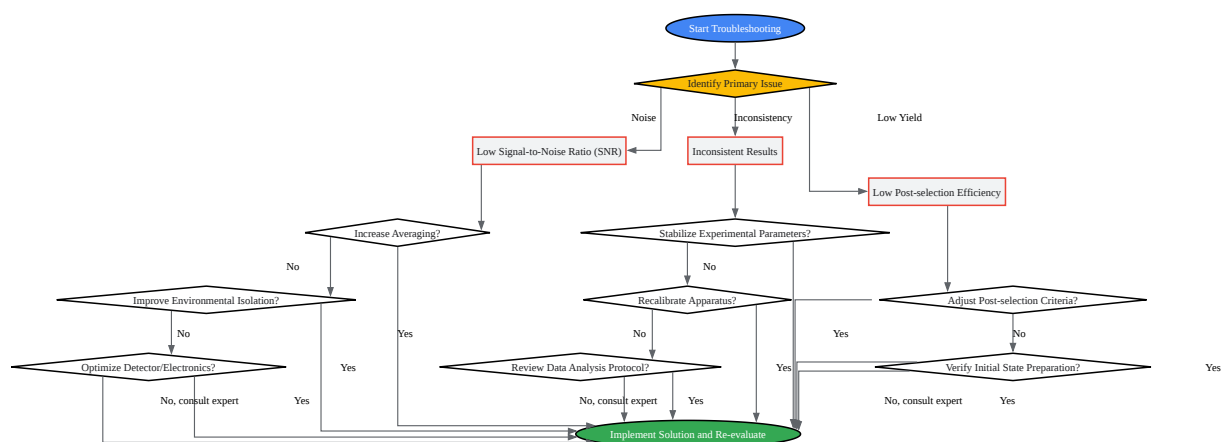 Start Troubleshooting
Identify Primary Issue
Noise
Inconsistency
Low Yield
Low Signal-to-Noise Ratio (SNR)
Inconsistent Results
Low Post-selection Efficiency
Increase Averaging?
Stabilize Experimental Parameters?
No
No
Improve Environmental Isolation?
Recalibrate Apparatus?
Adjust Post-selection Criteria?
No
Yes
No
Yes
No
Optimize Detector/Electronics?
Yes
Review Data Analysis Protocol?
Yes
Verify Initial State Preparation?
Yes
No, consult expert
Yes
No, consult expert
Yes
No, consult expert
Yes
Implement Solution and Re-evaluate